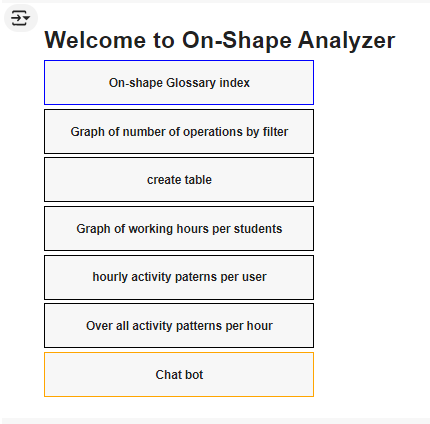 Welcome to On-Shape Analyzer
On-shape Glossary index
Graph of number of operations by filter
create table
Graph of working hours per students
hourly activity paterns per user
Over all activity patterns per hour
Chat bot